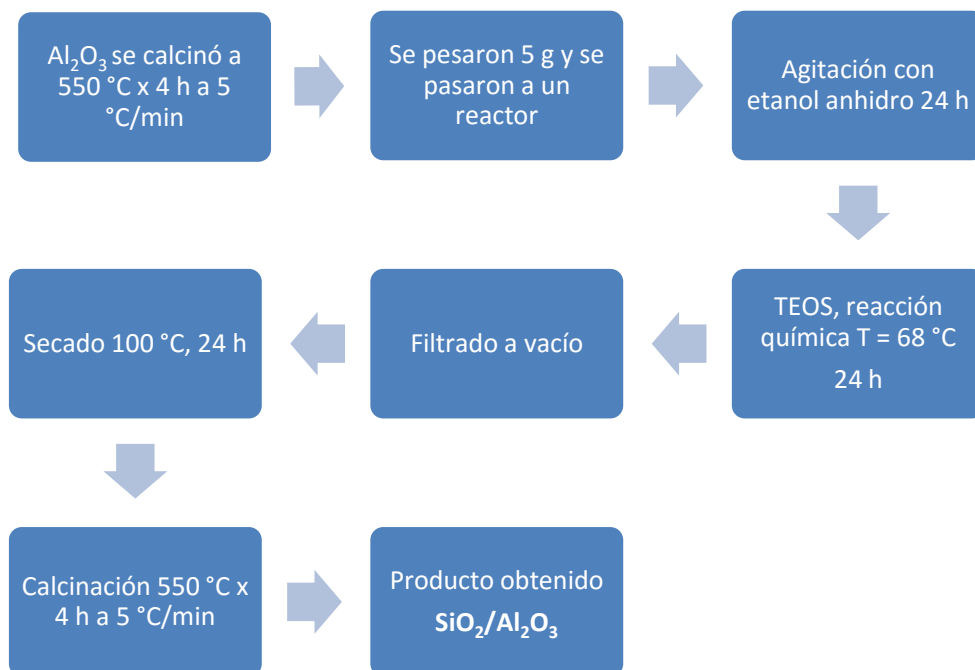 Al₂O₃ se calcinó a
550 °C x 4 h a 5
°C/min
Se pesaron 5 g y se
pasaron a un
reactor
Agitación con
etanol anhidro 24 h
TEOS, reacción
química T = 68 °C
24 h
Filtrado a vacío
Secado 100 °C, 24 h
Calcinación 550 °C x
4 h a 5 °C/min
Producto obtenido
SiO₂/Al₂O₃